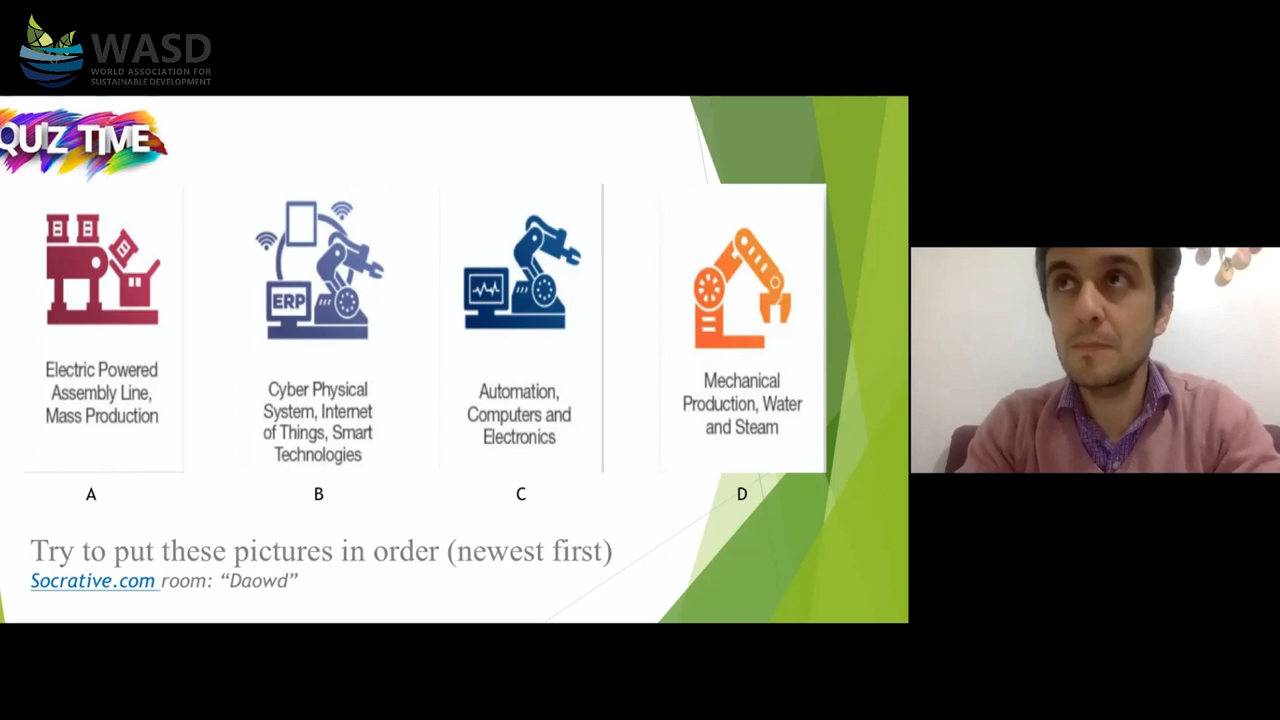 WASD
WORLD ASSOCIATION FOR
SUSTAINABLE DEVELOPMENT
QUIZ TIME
Electric Powered
Assembly Line,
Mass Production
ERP
Cyber Physical
System, Internet
of Things, Smart
Technologies
Automation,
Computers and
Electronics
Mechanical
Production, Water
and Steam
A
B
C
D
Try to put these pictures in order (newest first)
Socrative.com room: “Daowd”